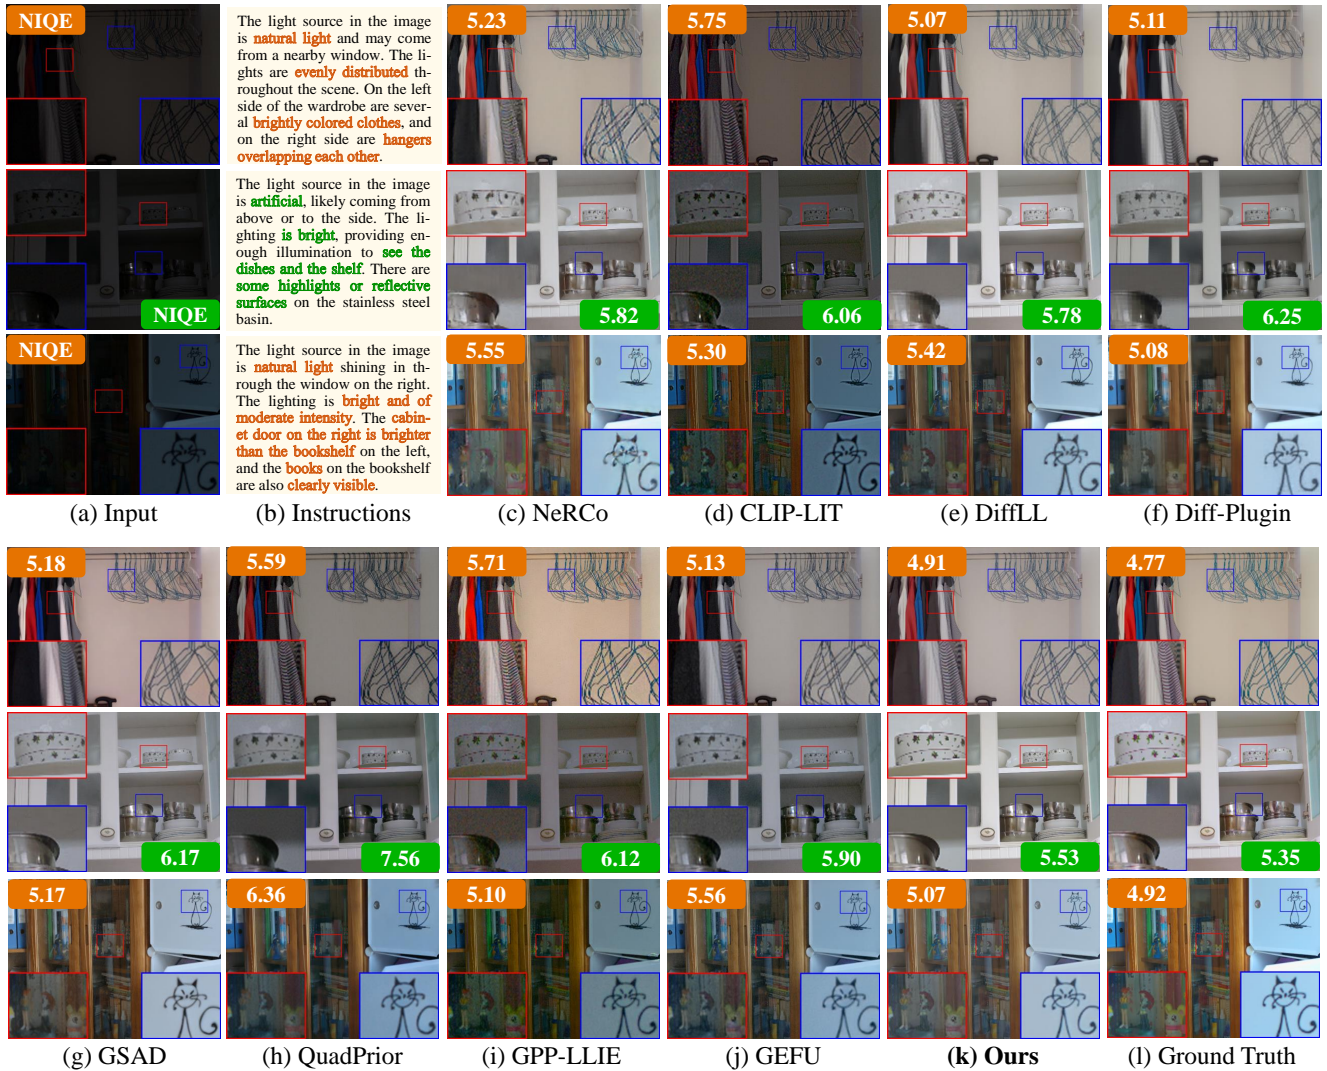 NIQE
The light source in the image
is natural light and may come
from a nearby window. The li-
ghts are evenly distributed th-
roughout the scene. On the left
side of the wardrobe are sever-
al brightly colored clothes, and
on the right side are hangers
overlapping each other.
5.23
5.75
5.07
5.11
The light source in the image
is artificial, likely coming from
above or to the side. The li-
ghting is bright, providing en-
ough illumination to see the
dishes and the shelf. There are
some highlights or reflective
surfaces on the stainless steel
basin.
NIQE
5.82
6.06
5.78
6.25
NIQE
The light source in the image
is natural light shining in th-
rough the window on the right.
The lighting is bright and of
moderate intensity. The cabin-
et door on the right is brighter
than the bookshelf on the left,
and the books on the bookshelf
are also clearly visible.
5.55
5.30
5.42
5.08
(a) Input
(b) Instructions
(c) NeRCo
(d) CLIP-LIT
(e) DiffLL
(f) Diff-Plugin
5.18
5.59
5.71
5.13
4.91
4.77
6.17
7.56
6.12
5.90
5.53
5.35
5.17
6.36
5.10
5.56
5.07
4.92
(g) GSAD
(h) QuadPrior
(i) GPP-LLIE
(j) GEFU
(k) Ours
(l) Ground Truth